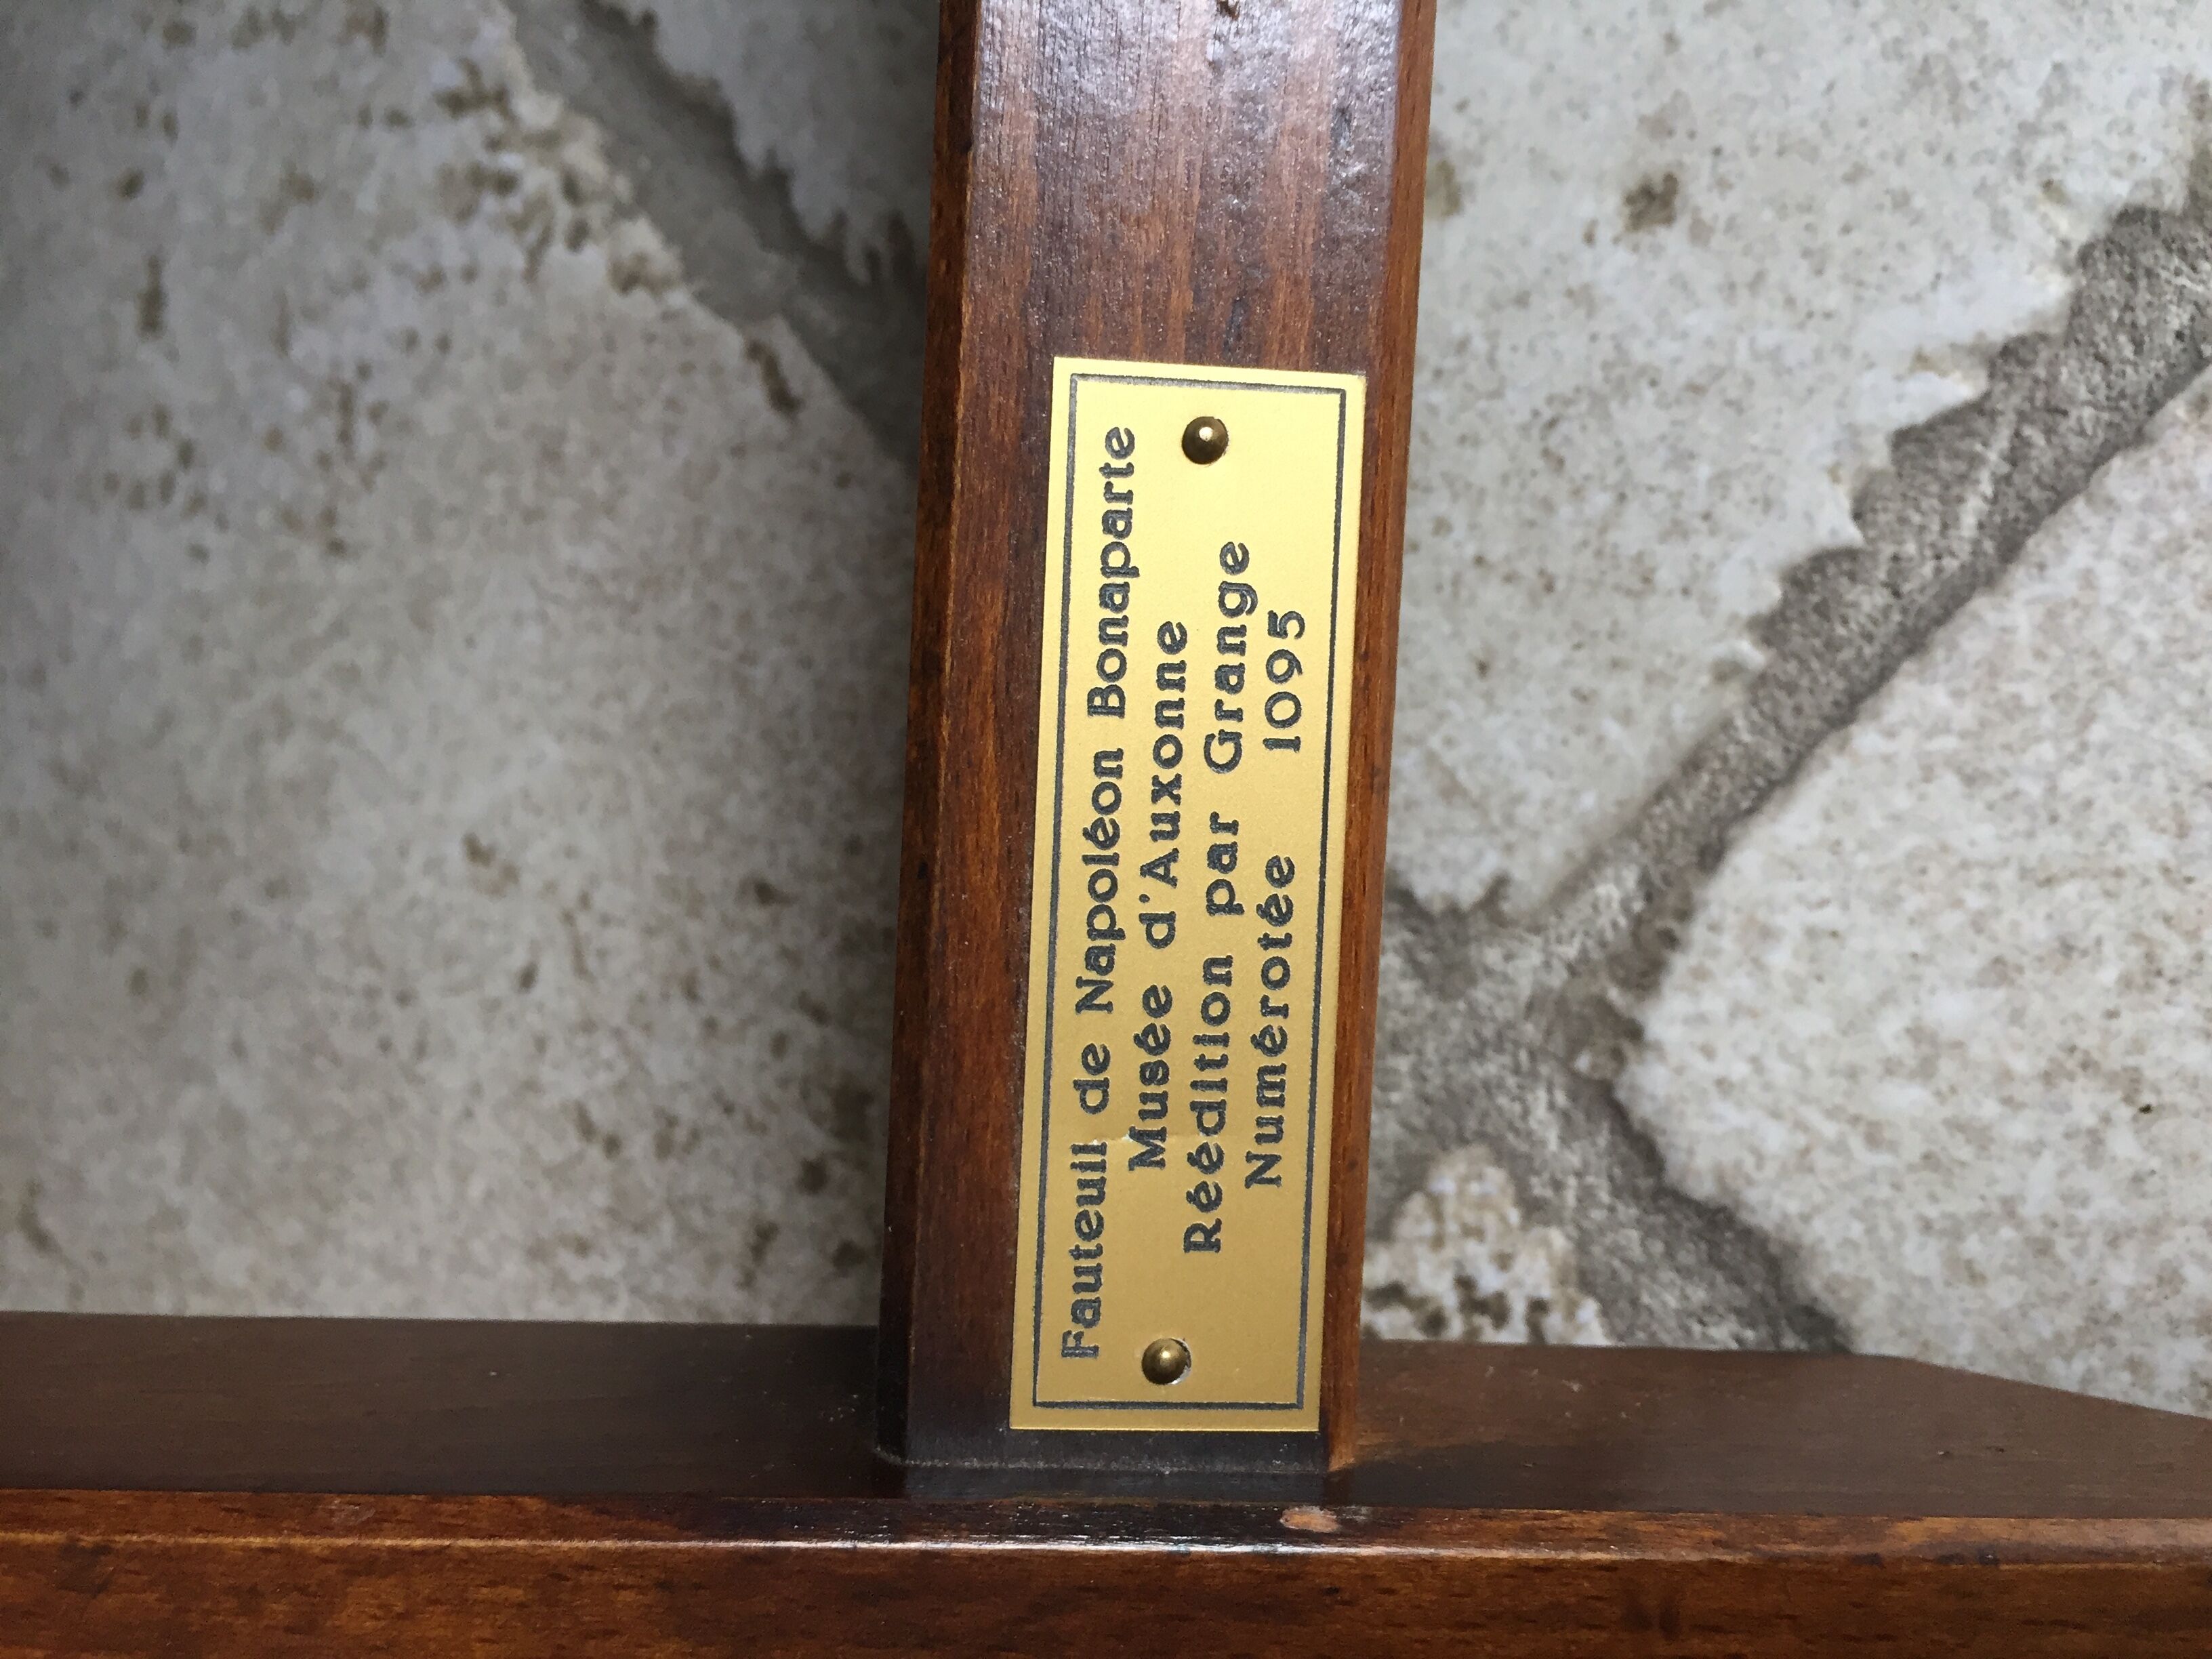 Fauteuil de Napoléon Bonaparte
Musée d'Auxonne
Réédition par Grange
Numérotée 1095